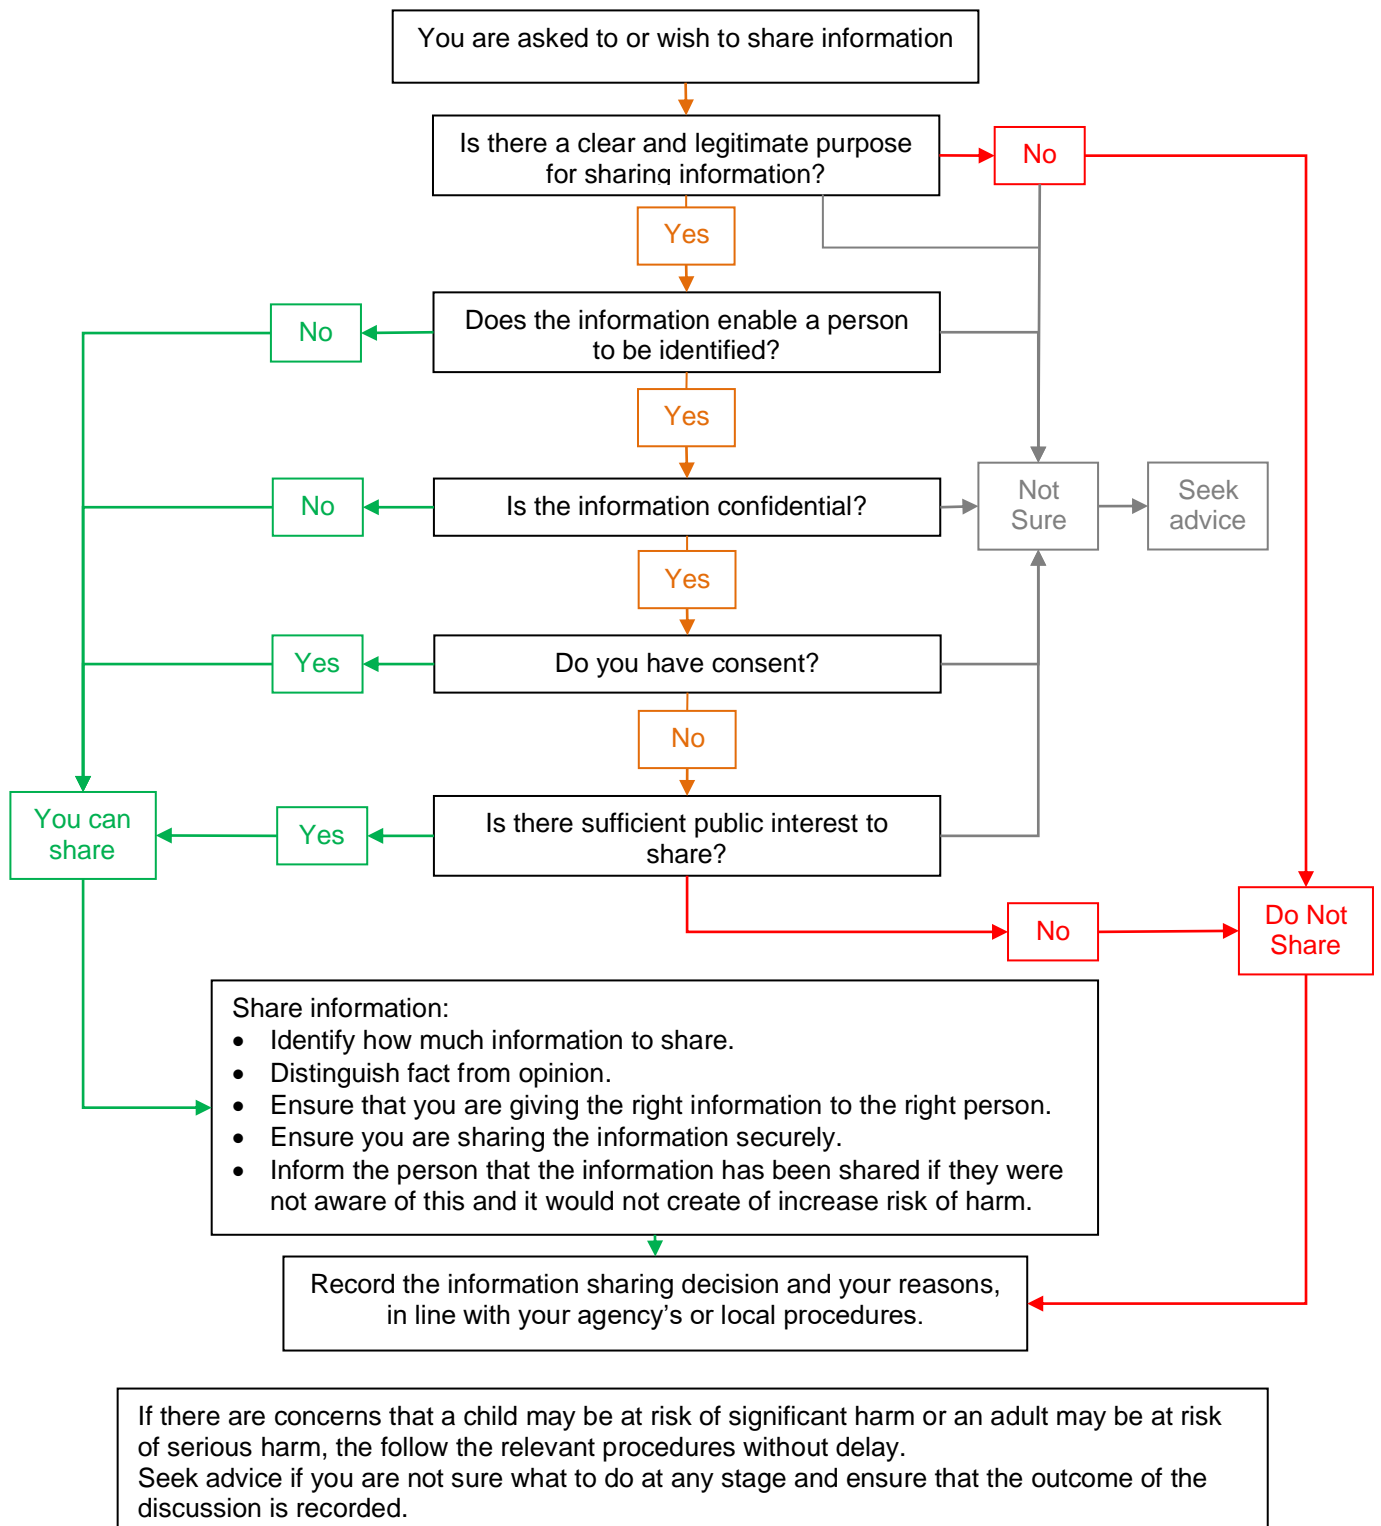 You are asked to or wish to share information
Is there a clear and legitimate purpose
for sharing information?
No
Yes
Does the information enable a person
to be identified?
No
Yes
Is the information confidential?
No
Not
Sure
Seek
advice
Yes
Do you have consent?
Yes
No
Is there sufficient public interest to
share?
Yes
You can
share
No
Do Not
Share
Share information:
• Identify how much information to share.
• Distinguish fact from opinion.
• Ensure that you are giving the right information to the right person.
• Ensure you are sharing the information securely.
• Inform the person that the information has been shared if they were
not aware of this and it would not create of increase risk of harm.
Record the information sharing decision and your reasons,
in line with your agency’s or local procedures.
If there are concerns that a child may be at risk of significant harm or an adult may be at risk
of serious harm, the follow the relevant procedures without delay.
Seek advice if you are not sure what to do at any stage and ensure that the outcome of the
discussion is recorded.